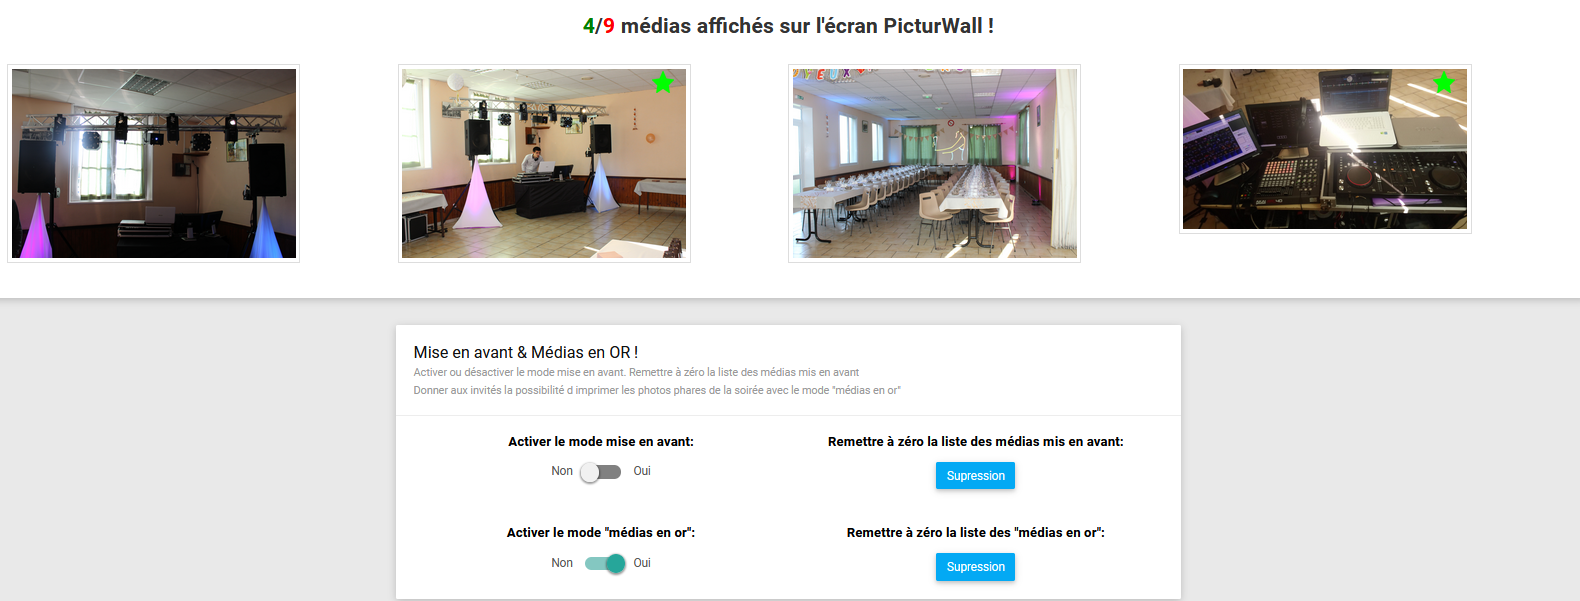 4/9 médias affichés sur l'écran PicturWall !
Mise en avant & Médias en OR !
Activer ou désactiver le mode mise en avant. Remettre à zéro la liste des médias mis en avant
Donner aux invités la possibilité d imprimer les photos phares de la soirée avec le mode "médias en or"
Activer le mode mise en avant:
Remettre à zéro la liste des médias mis en avant:
Non
Oui
Supression
Activer le mode "médias en or":
Remettre à zéro la liste des "médias en or":
Non
Oui
Supression